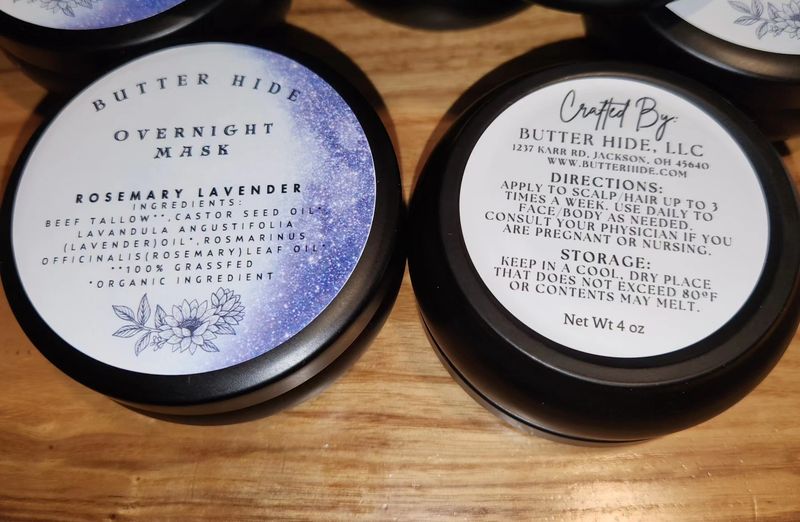 BUTTER HIDE
OVERNIGHT
MASK
ROSEMARY LAVENDER
INGREDIENTS:
BEEF TALLOW**, CASTOR SEED OIL*,
LAVANDULA ANGUSTIFOLIA
(LAVENDER)OIL*, ROSMARINUS
OFFICINALIS(ROSEMARY)LEAF OIL*
**100% GRASSFED
*ORGANIC INGREDIENT
Crafted By:
BUTTER HIDE, LLC
1237 KARR RD, JACKSON, OH 45640
WWW.BUTTERHIDE.COM
DIRECTIONS:
APPLY TO SCALP/HAIR UP TO 3
TIMES A WEEK. USE DAILY TO
FACE/BODY AS NEEDED.
CONSULT YOUR PHYSICIAN IF YOU
ARE PREGNANT OR NURSING.
STORAGE:
KEEP IN A COOL, DRY PLACE
THAT DOES NOT EXCEED 80ºF
OR CONTENTS MAY MELT.
Net Wt 4 oz